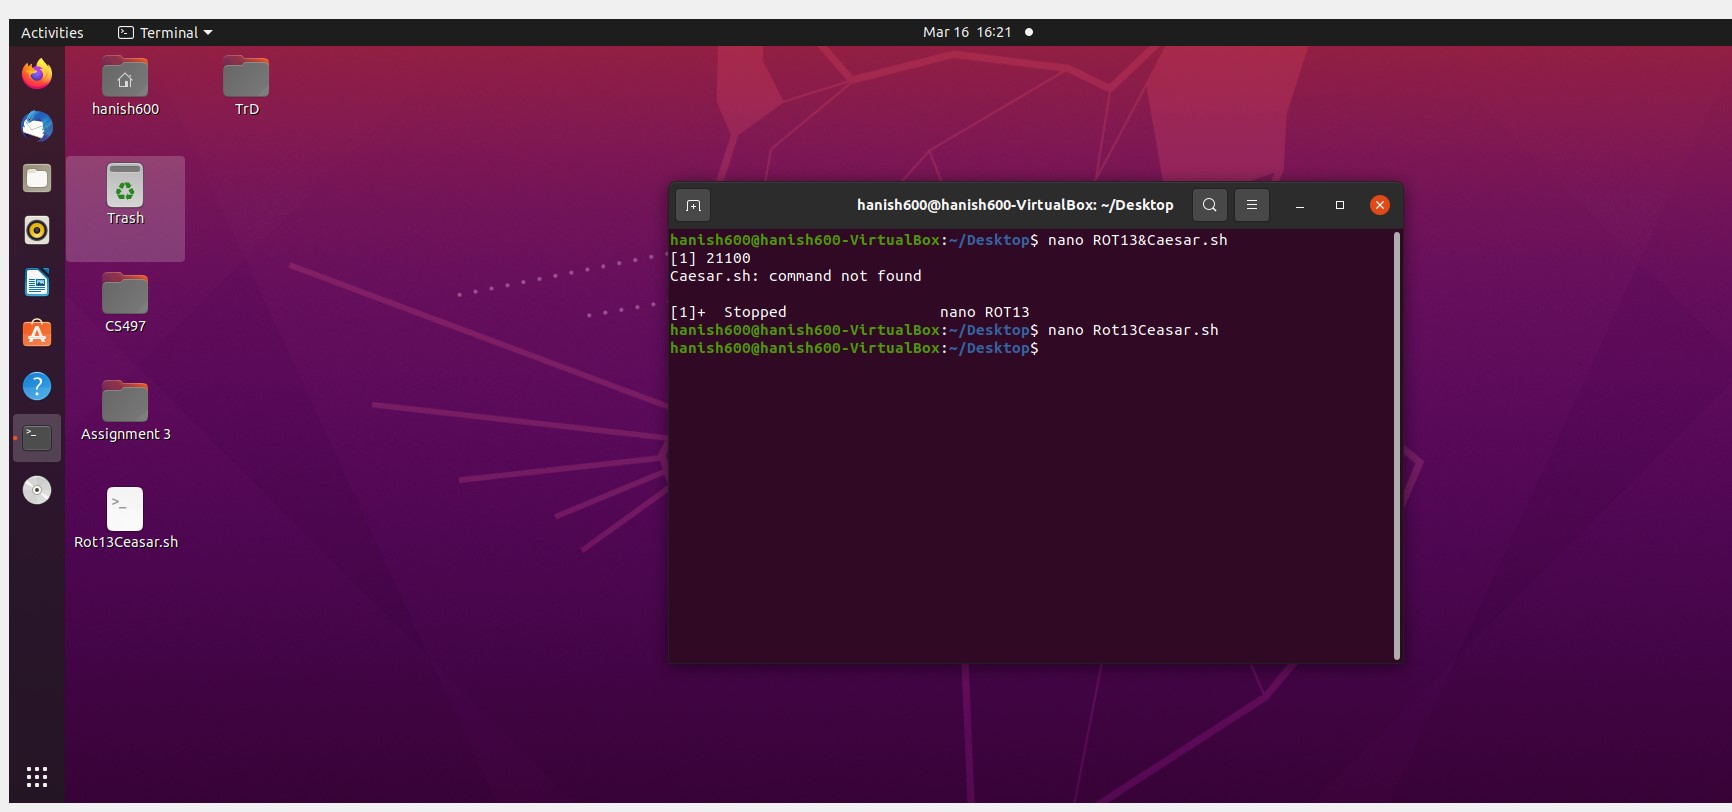 Activities
Terminal
Mar 16 16:21
hanish600
TrD
Trash
CS497
Assignment 3
Rot13Ceasar.sh
hanish600@hanish600-VirtualBox: ~/Desktop
hanish600@hanish600-VirtualBox:~/Desktop$ nano ROT13&Caesar.sh
[1] 21100
Caesar.sh: command not found
[1]+  Stopped                 nano ROT13
hanish600@hanish600-VirtualBox:~/Desktop$ nano Rot13Ceasar.sh
hanish600@hanish600-VirtualBox:~/Desktop$